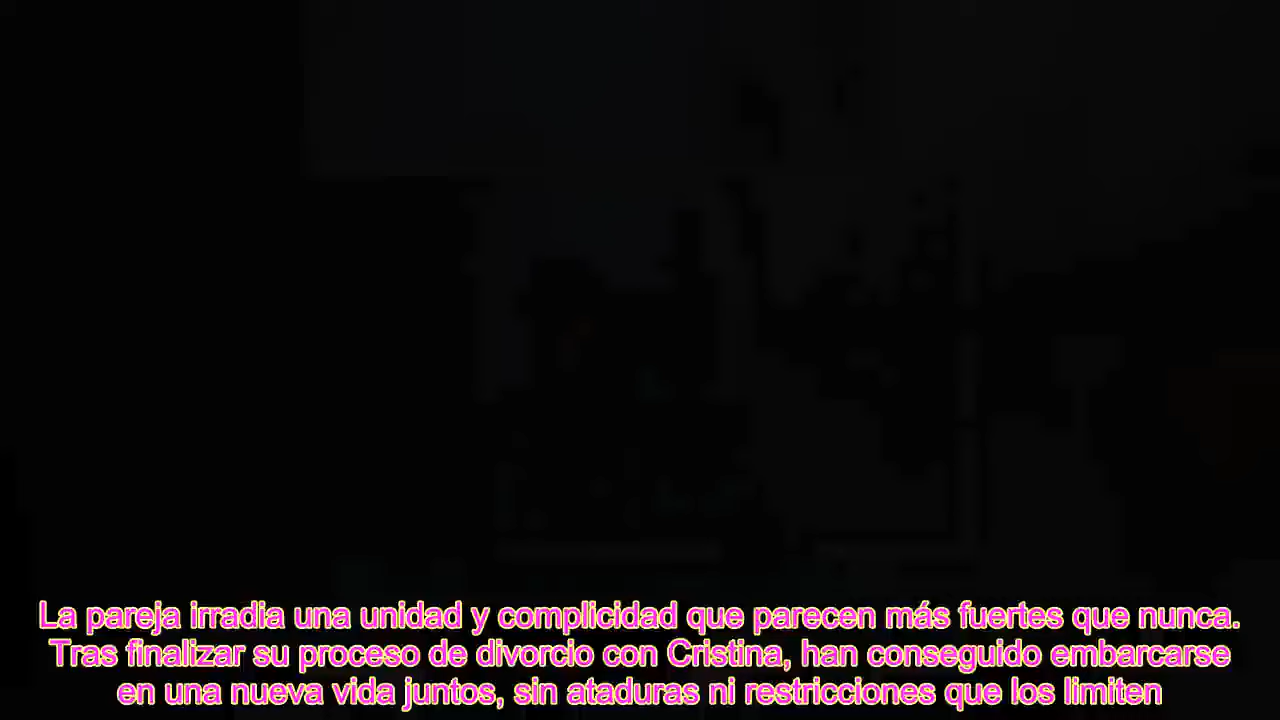 La pareja irradia una unidad y complicidad que parecen más fuertes que nunca.
Tras finalizar su proceso de divorcio con Cristina, han conseguido embarcarse
en una nueva vida juntos, sin ataduras ni restricciones que los limiten